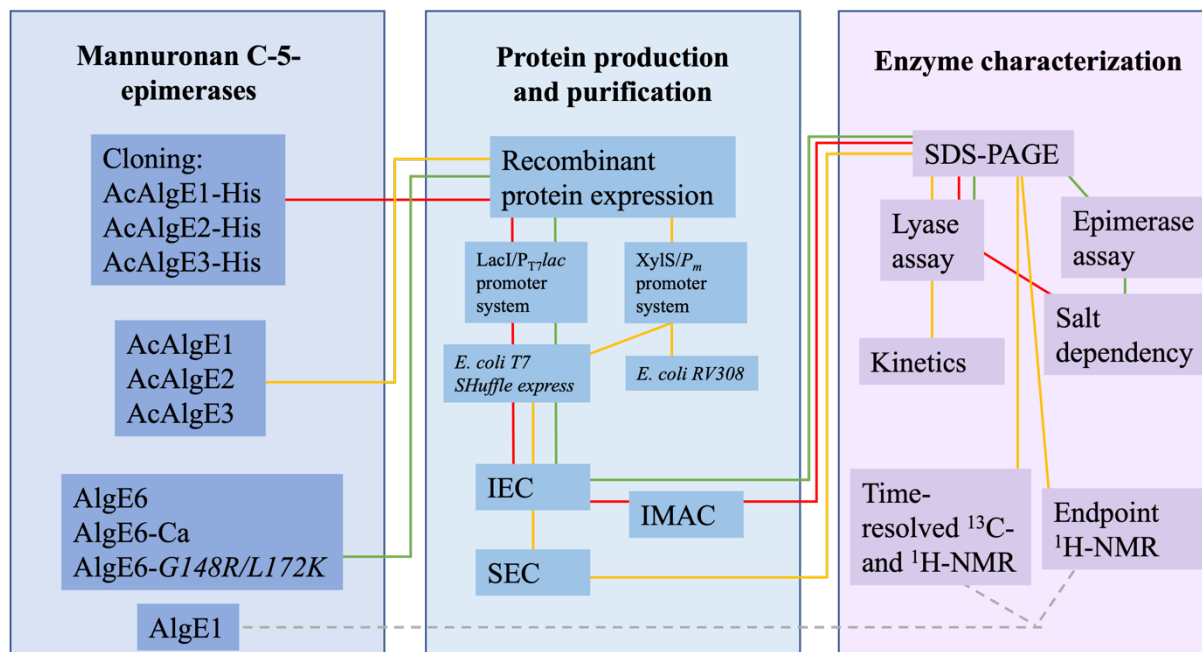 Mannuronan C-5-
epimerases
Cloning:
AcAlgE1-His
AcAlgE2-His
AcAlgE3-His
AcAlgE1
AcAlgE2
AcAlgE3
AlgE6
AlgE6-Ca
AlgE6-G148R/L172K
AlgE1
Protein production
and purification
Recombinant
protein expression
LacI/P_T7lac
promoter
system
XylS/P_m
promoter
system
E. coli T7
SHuffle express
E. coli RV308
IEC
IMAC
SEC
Enzyme characterization
SDS-PAGE
Lyase
assay
Epimerase
assay
Salt
dependency
Kinetics
Time-
resolved ¹³C-
and ¹H-NMR
Endpoint
¹H-NMR